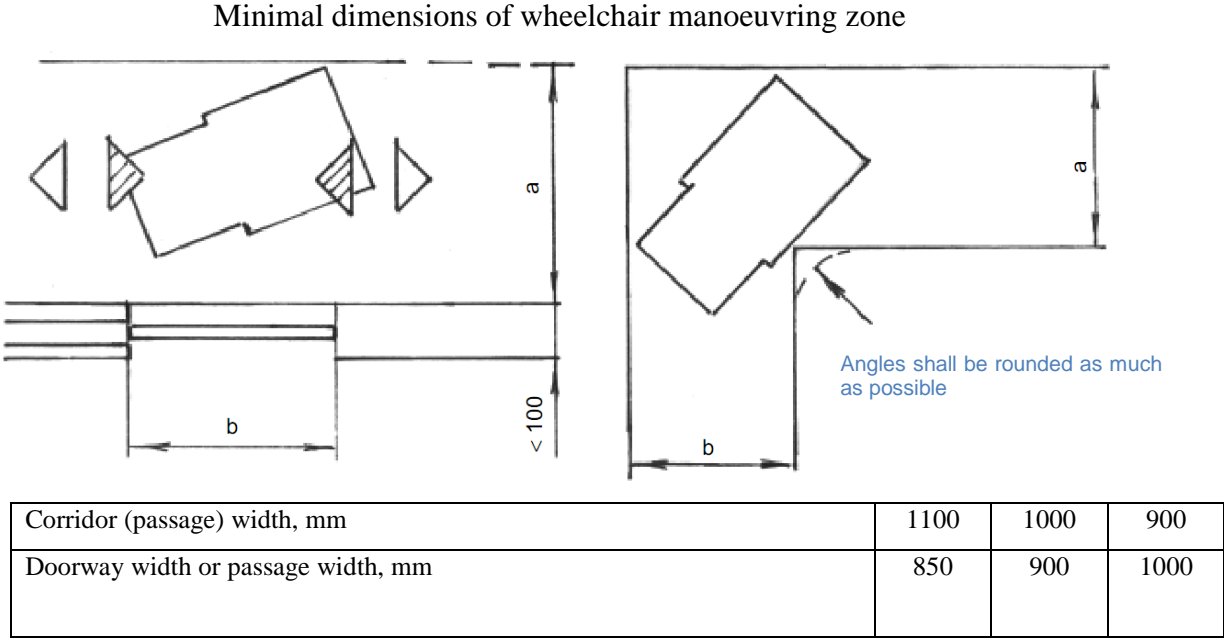 Minimal dimensions of wheelchair manoeuvring zone
a
b
< 100
a
b
Angles shall be rounded as much
as possible
Corridor (passage) width, mm 1100 1000 900
Doorway width or passage width, mm 850 900 1000